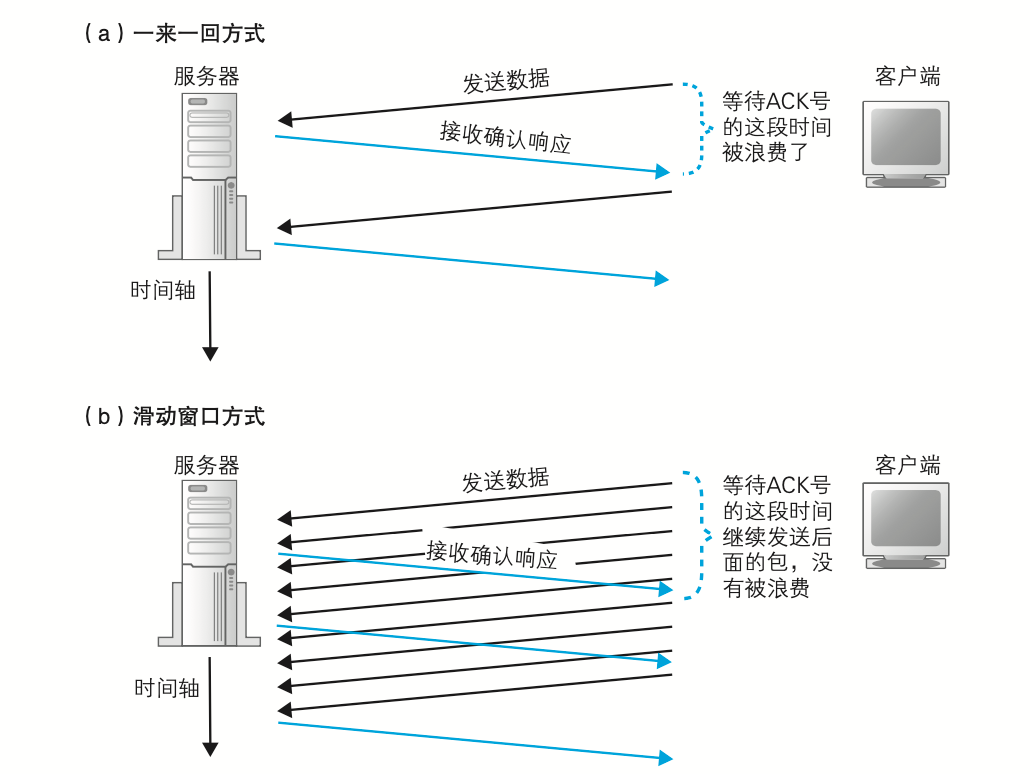 （a）一来一回方式
服务器
发送数据
客户端
等待ACK号
的这段时间
被浪费了
接收确认响应
时间轴
（b）滑动窗口方式
服务器
发送数据
客户端
等待ACK号
的这段时间
继续发送后
面的包，没
有被浪费
接收确认响应
时间轴